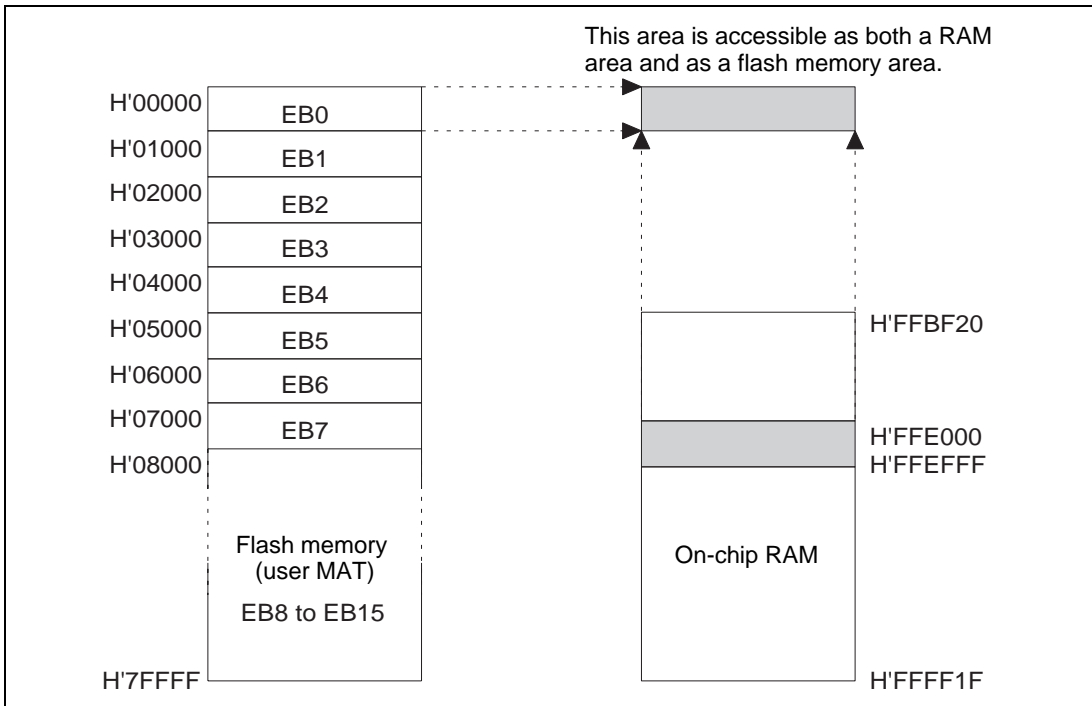 This area is accessible as both a RAM
area and as a flash memory area.
H'00000
EB0
H'01000
EB1
H'02000
EB2
H'03000
EB3
H'04000
EB4
H'05000
EB5
H'06000
EB6
H'07000
EB7
H'08000
Flash memory
(user MAT)
EB8 to EB15
H'7FFFF
H'FFBF20
H'FFE000
H'FFEFFF
On-chip RAM
H'FFFF1F